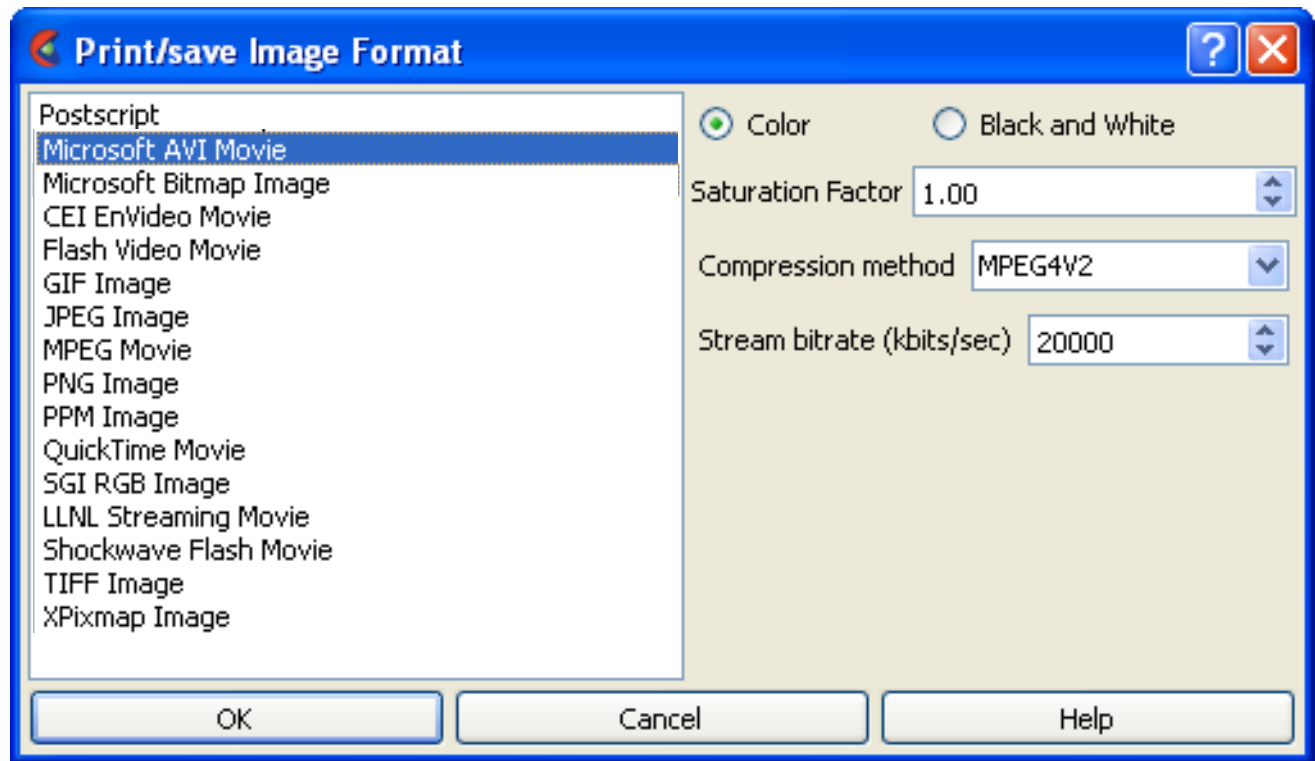 Print/save Image Format
Postscript
Microsoft AVI Movie
Microsoft Bitmap Image
CEI EnVideo Movie
Flash Video Movie
GIF Image
JPEG Image
MPEG Movie
PNG Image
PPM Image
QuickTime Movie
SGI RGB Image
LLNL Streaming Movie
Shockwave Flash Movie
TIFF Image
XPixmap Image
Color Black and White
Saturation Factor 1.00
Compression method MPEG4V2
Stream bitrate (kbits/sec) 20000
OK Cancel Help